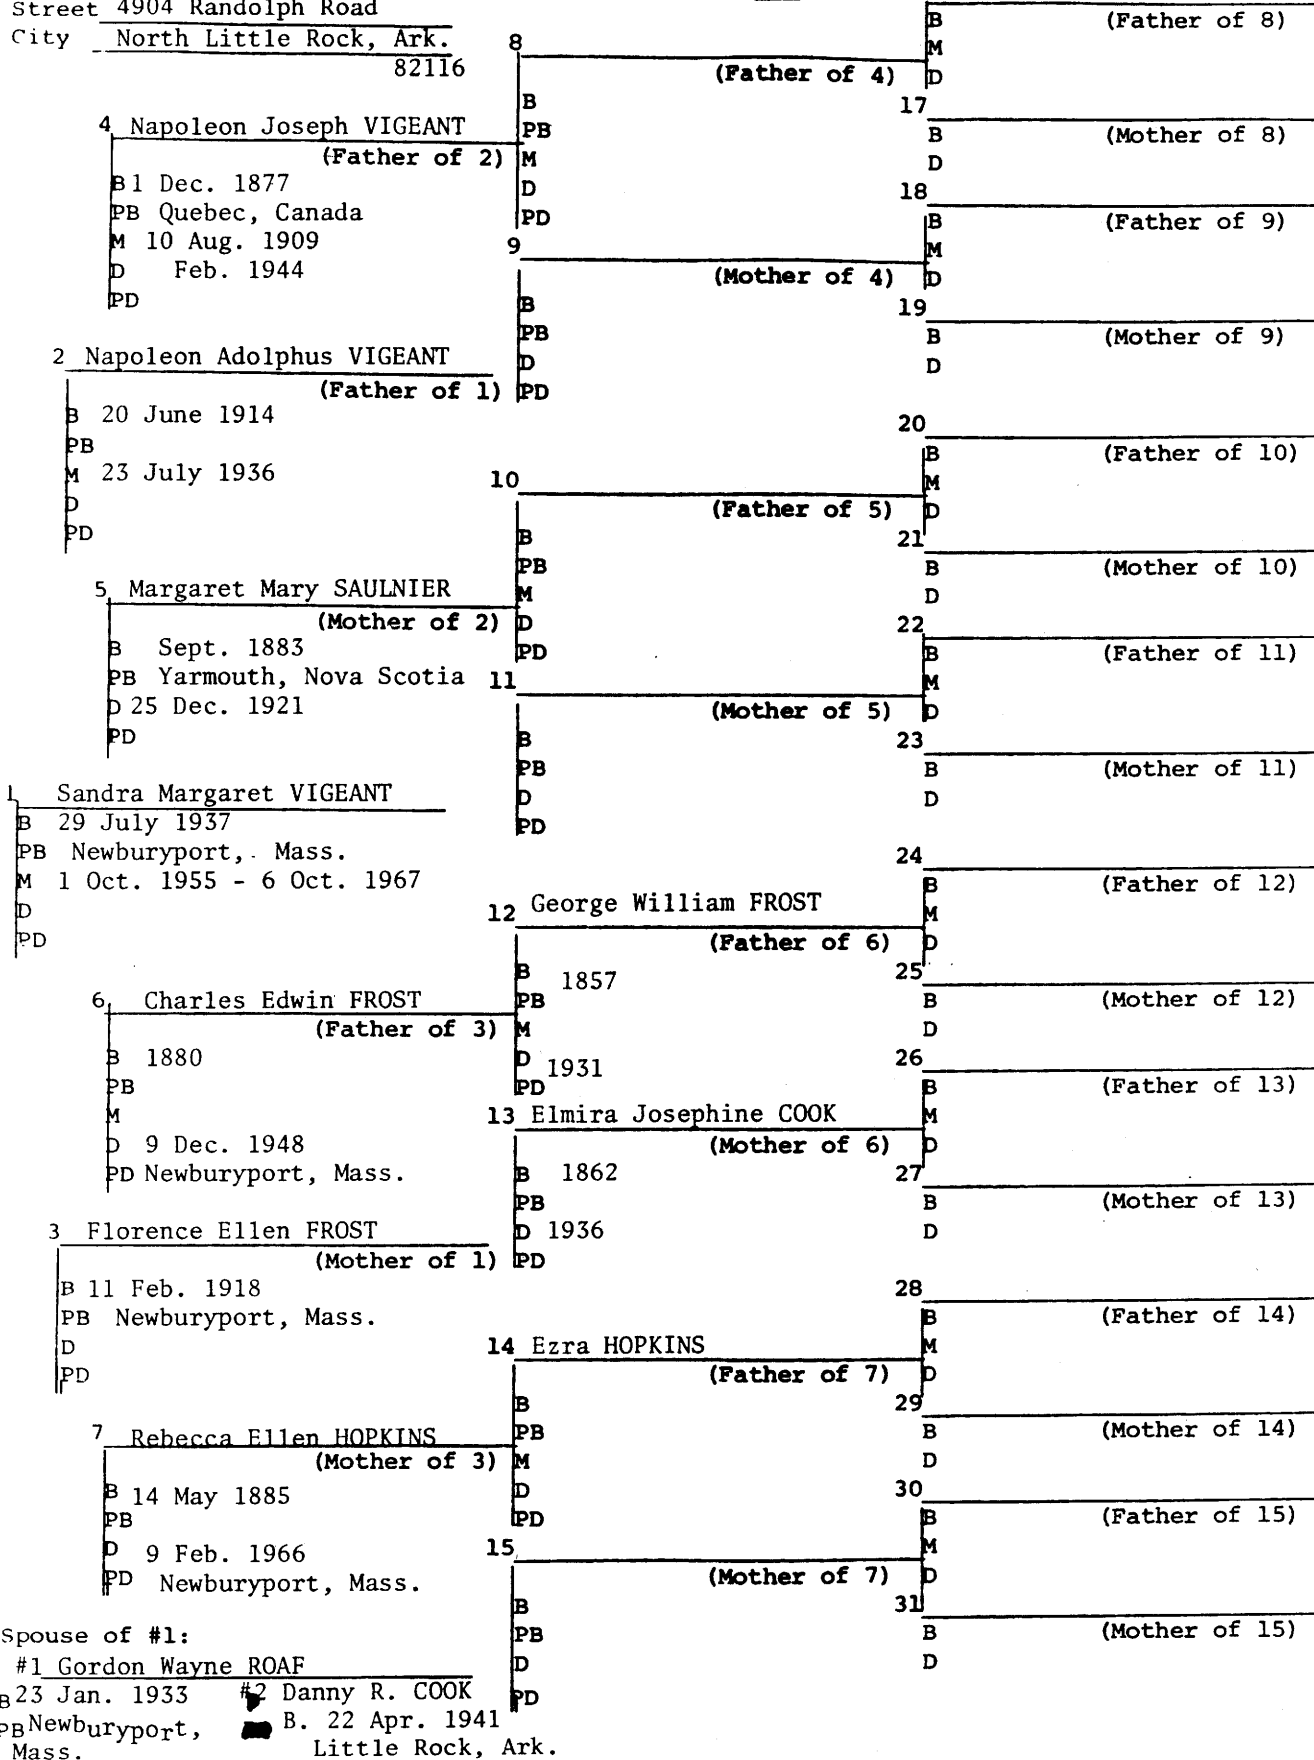 Street 4904 Randolph Road
City North Little Rock, Ark.
82116
4 Napoleon Joseph VIGEANT
(Father of 2)
B 1 Dec. 1877
PB Quebec, Canada
M 10 Aug. 1909
D Feb. 1944
PD
2 Napoleon Adolphus VIGEANT
(Father of 1)
B 20 June 1914
PB
M 23 July 1936
D
PD
5 Margaret Mary SAULNIER
(Mother of 2)
B Sept. 1883
PB Yarmouth, Nova Scotia
D 25 Dec. 1921
PD
1 Sandra Margaret VIGEANT
B 29 July 1937
PB Newburyport, Mass.
M 1 Oct. 1955 - 6 Oct. 1967
D
PD
6 Charles Edwin FROST
(Father of 3)
B 1880
PB
M
D 9 Dec. 1948
PD Newburyport, Mass.
3 Florence Ellen FROST
(Mother of 1)
B 11 Feb. 1918
PB Newburyport, Mass.
D
PD
7 Rebecca Ellen HOPKINS
(Mother of 3)
B 14 May 1885
PB
D 9 Feb. 1966
PD Newburyport, Mass.
Spouse of #1:
#1 Gordon Wayne ROAF
B 23 Jan. 1933
PB Newburyport,
Mass.
#2 Danny R. COOK
B. 22 Apr. 1941
Little Rock, Ark.
8
(Father of 4)
B
PB
M
D
PD
9
(Mother of 4)
B
PB
D
PD
10
(Father of 5)
B
PB
M
D
PD
11
(Mother of 5)
B
PB
D
PD
12 George William FROST
(Father of 6)
B 1857
PB
M
D 1931
PD
13 Elmira Josephine COOK
(Mother of 6)
B 1862
PB
D 1936
PD
14 Ezra HOPKINS
(Father of 7)
B
PB
M
D
PD
15
(Mother of 7)
B
PB
D
PD
B (Father of 8)
M
D
17
B (Mother of 8)
D
18
B (Father of 9)
M
D
19
B (Mother of 9)
D
20
B (Father of 10)
M
D
21
B (Mother of 10)
D
22
B (Father of 11)
M
D
23
B (Mother of 11)
D
24
B (Father of 12)
M
D
25
B (Mother of 12)
D
26
B (Father of 13)
M
D
27
B (Mother of 13)
D
28
B (Father of 14)
M
D
29
B (Mother of 14)
D
30
B (Father of 15)
M
D
31
B (Mother of 15)
D